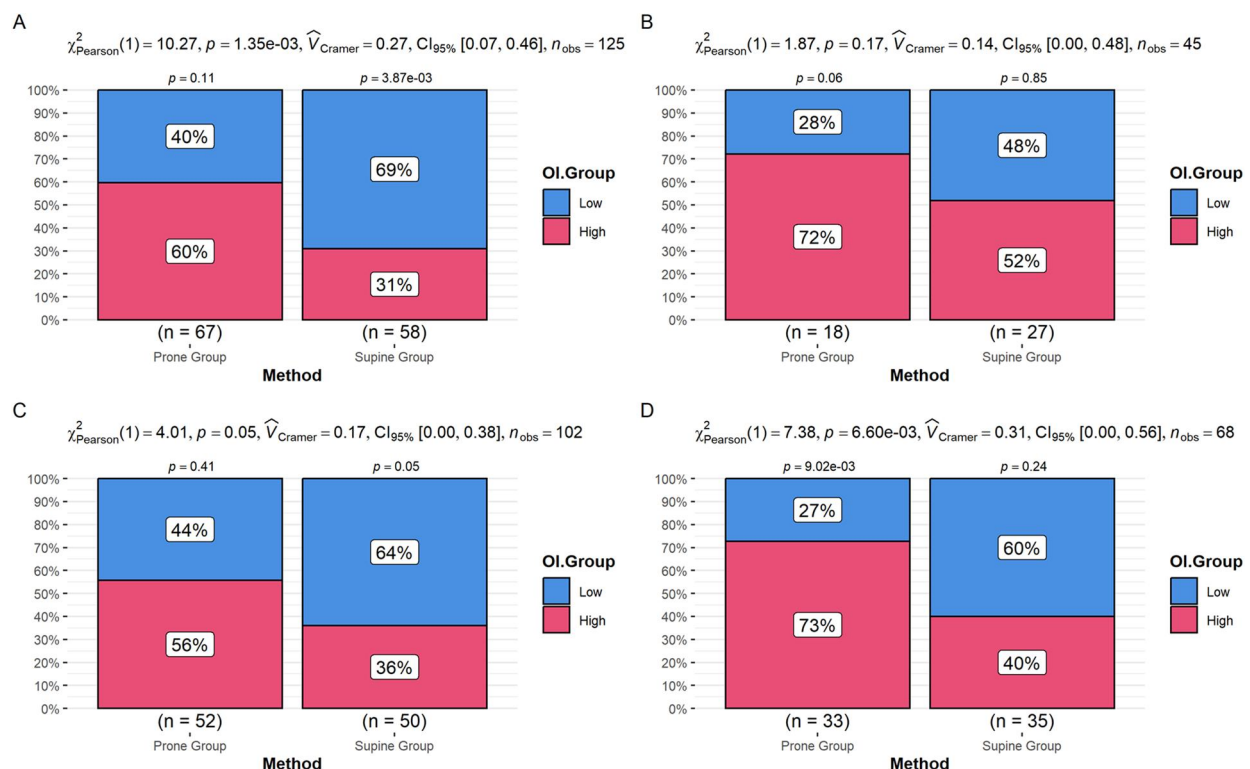 A
χ²Pearson(1) = 10.27, p = 1.35e-03, V̂Cramer = 0.27, CI95% [0.07, 0.46], nobs = 125
p = 0.11 p = 3.87e-03
100%
90%
80%
70%
60%
50%
40%
30%
20%
10%
0%
40%
60%
69%
31%
(n = 67) (n = 58)
Prone Group Supine Group
Method
OI.Group
Low
High
B
χ²Pearson(1) = 1.87, p = 0.17, V̂Cramer = 0.14, CI95% [0.00, 0.48], nobs = 45
p = 0.06 p = 0.85
100%
90%
80%
70%
60%
50%
40%
30%
20%
10%
0%
28%
72%
48%
52%
(n = 18) (n = 27)
Prone Group Supine Group
Method
OI.Group
Low
High
C
χ²Pearson(1) = 4.01, p = 0.05, V̂Cramer = 0.17, CI95% [0.00, 0.38], nobs = 102
p = 0.41 p = 0.05
100%
90%
80%
70%
60%
50%
40%
30%
20%
10%
0%
44%
56%
64%
36%
(n = 52) (n = 50)
Prone Group Supine Group
Method
OI.Group
Low
High
D
χ²Pearson(1) = 7.38, p = 6.60e-03, V̂Cramer = 0.31, CI95% [0.00, 0.56], nobs = 68
p = 9.02e-03 p = 0.24
100%
90%
80%
70%
60%
50%
40%
30%
20%
10%
0%
27%
73%
60%
40%
(n = 33) (n = 35)
Prone Group Supine Group
Method
OI.Group
Low
High